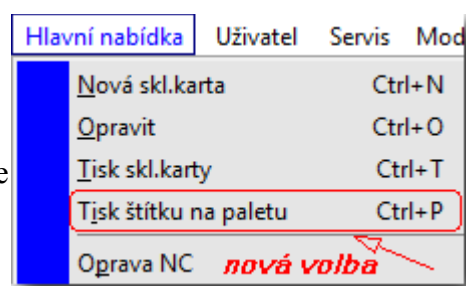 Hlavní nabídka Uživatel Servis Mod
Nová skl.karta Ctrl+N
Opravit Ctrl+O
e Tisk skl.karty Ctrl+T
Tisk štítku na paletu Ctrl+P
Oprava NC nová volba